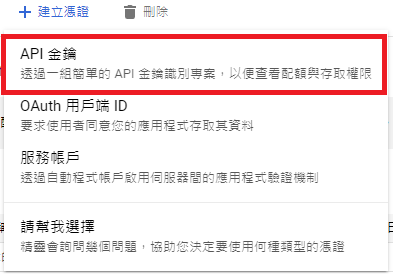 + 建立憑證 刪除
API 金鑰
透過一組簡單的 API 金鑰識別專案，以便查看配額與存取權限
OAuth 用戶端 ID
要求使用者同意您的應用程式存取其資料
服務帳戶
透過自動程式帳戶啟用伺服器間的應用程式驗證機制
請幫我選擇
精靈會詢問幾個問題，協助您決定要使用何種類型的憑證